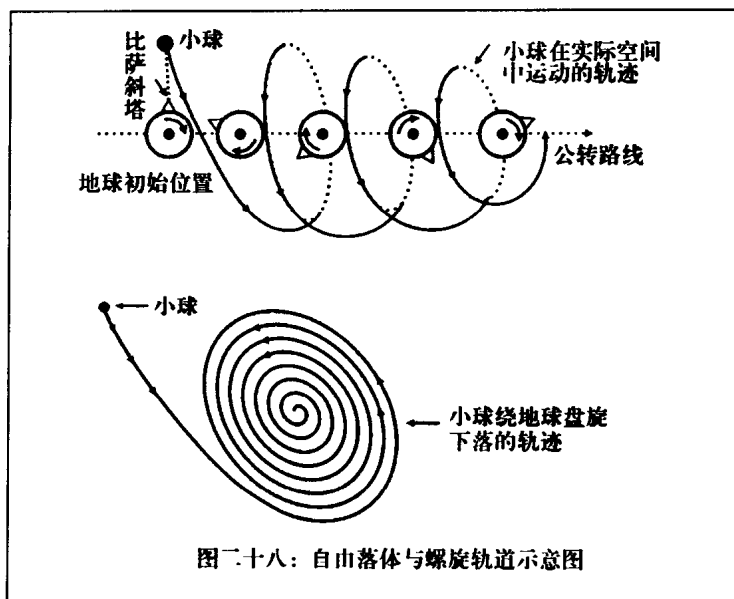 比萨斜塔
小球
小球在实际空间
中运动的轨迹
地球初始位置
公转路线
小球
小球绕地球盘旋
下落的轨迹
图二十八：自由落体与螺旋轨道示意图